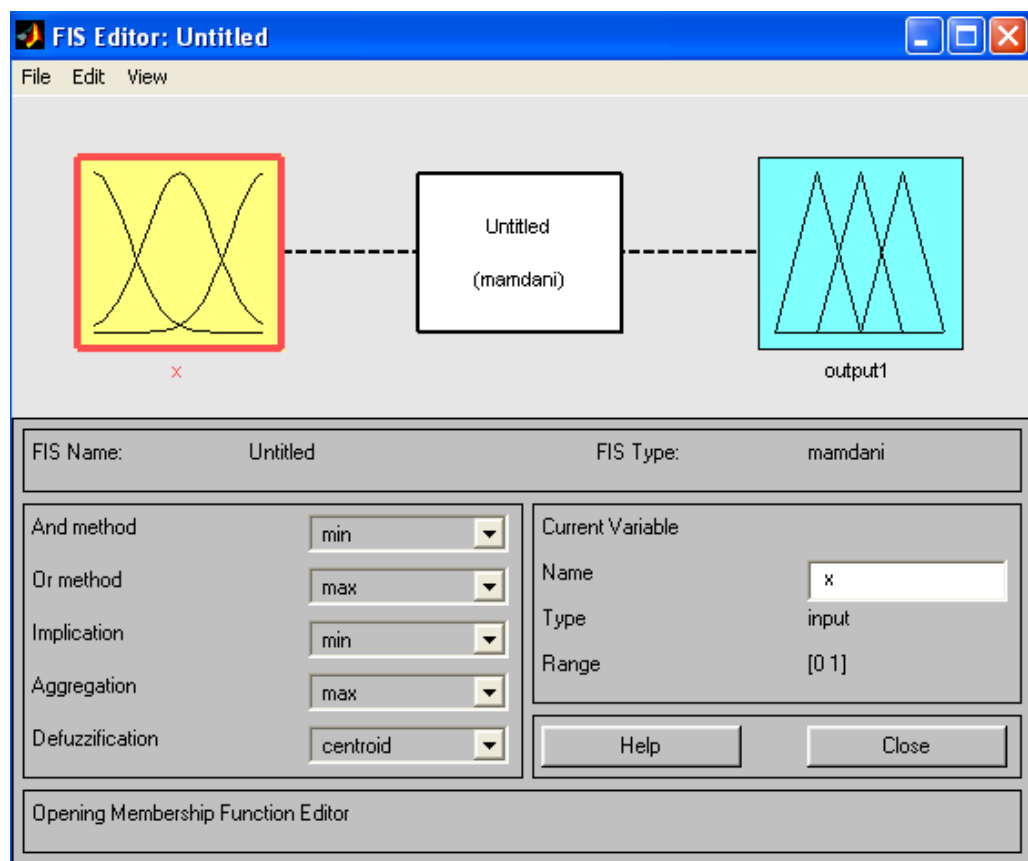 FIS Editor: Untitled
File Edit View
Untitled
(mamdani)
x
output1
FIS Name: Untitled FIS Type: mamdani
And method min
Or method max
Implication min
Aggregation max
Defuzzification centroid
Current Variable
Name x
Type input
Range [0 1]
Help Close
Opening Membership Function Editor